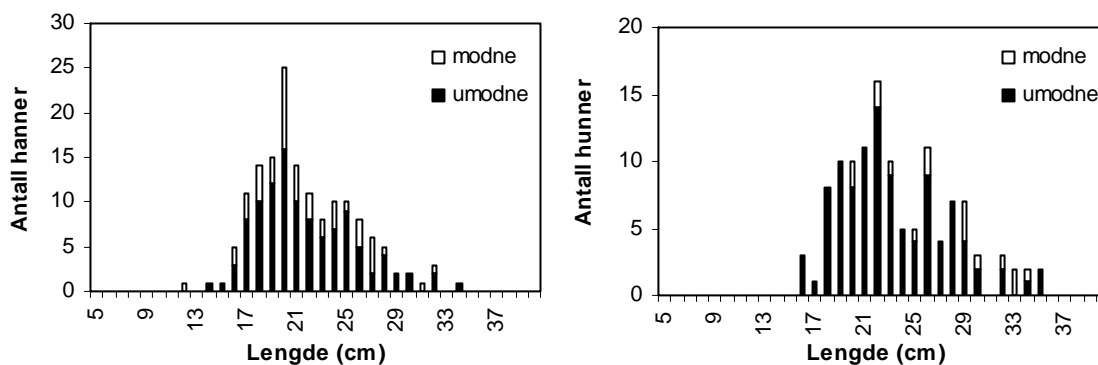 Antall hanner
30
25
20
15
10
5
0
modne
umodne
5 9 13 17 21 25 29 33 37
Lengde (cm)
Antall hunner
20
15
10
5
0
modne
umodne
5 9 13 17 21 25 29 33 37
Lengde (cm)